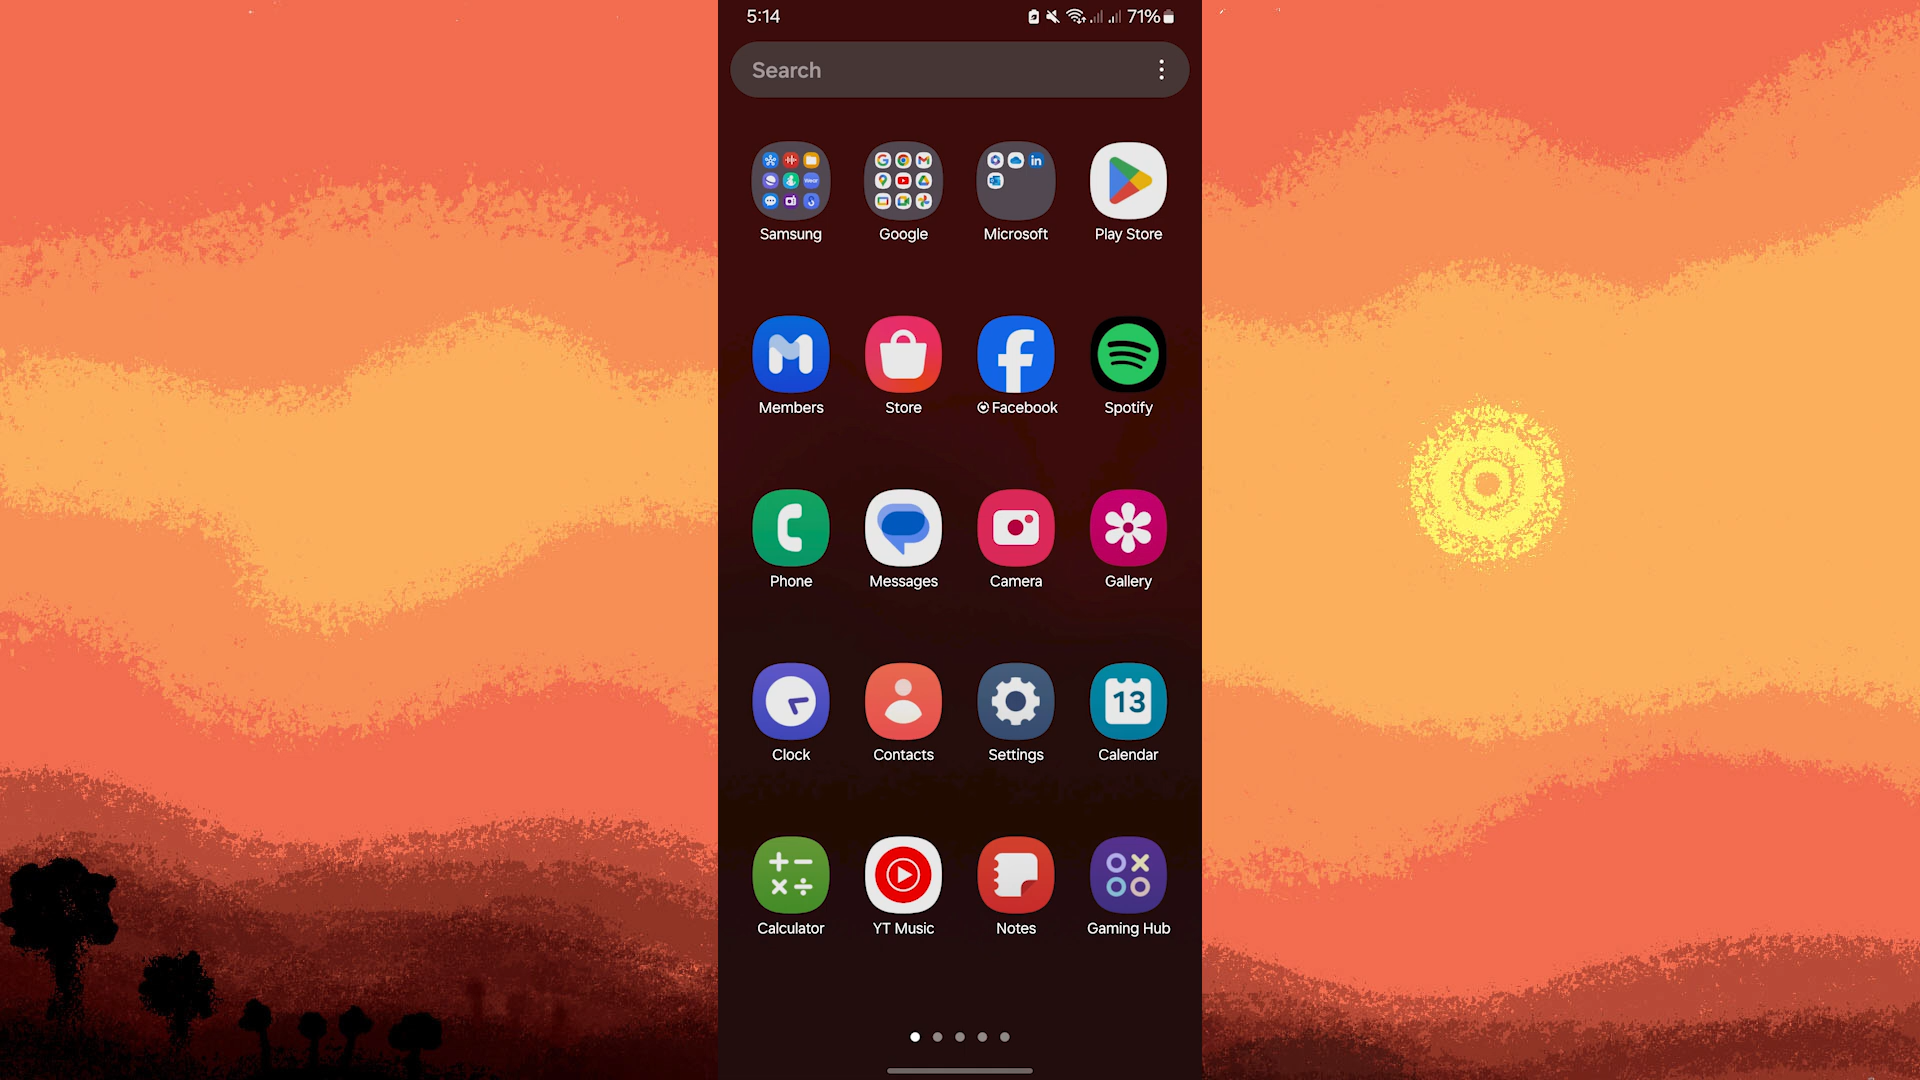 5:14
71%
Search
Samsung Google Microsoft Play Store
Members Store Facebook Spotify
Phone Messages Camera Gallery
13
Clock Contacts Settings Calendar
Calculator YT Music Notes Gaming Hub